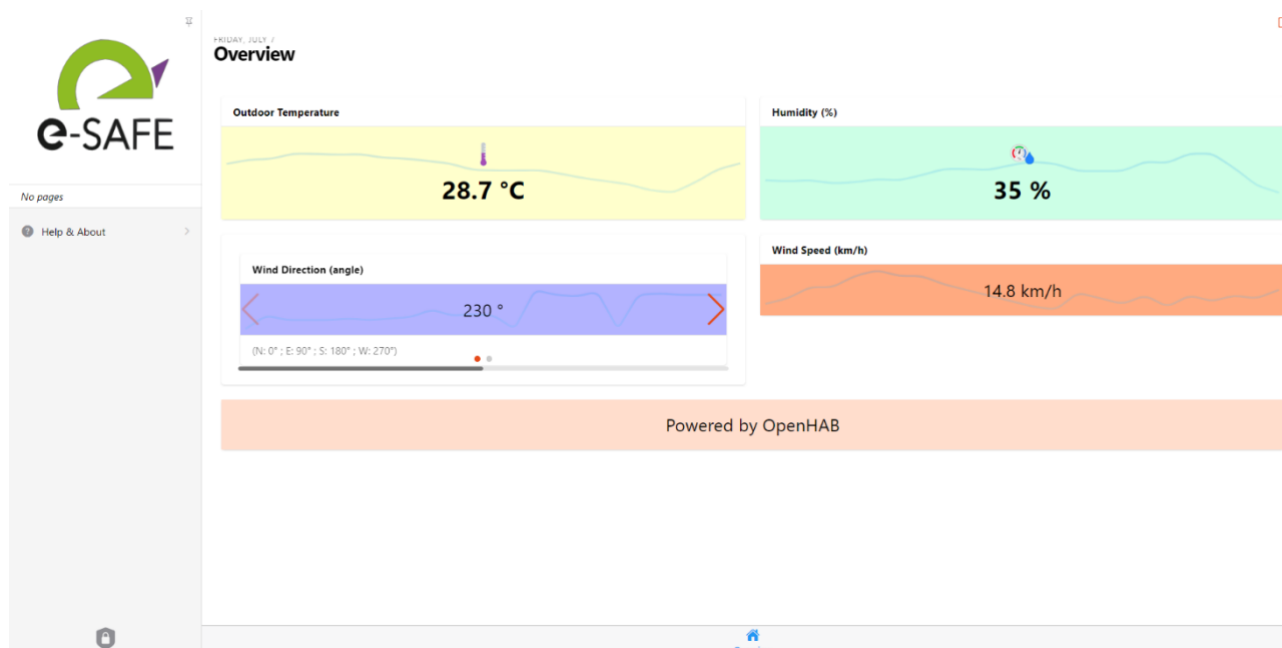 e-SAFE
No pages
Help & About
FRIDAY, JULY 7
Overview
Outdoor Temperature
28.7 °C
Humidity (%)
35 %
Wind Direction (angle)
230 °
(N: 0° ; E: 90° ; S: 180° ; W: 270°)
Wind Speed (km/h)
14.8 km/h
Powered by OpenHAB